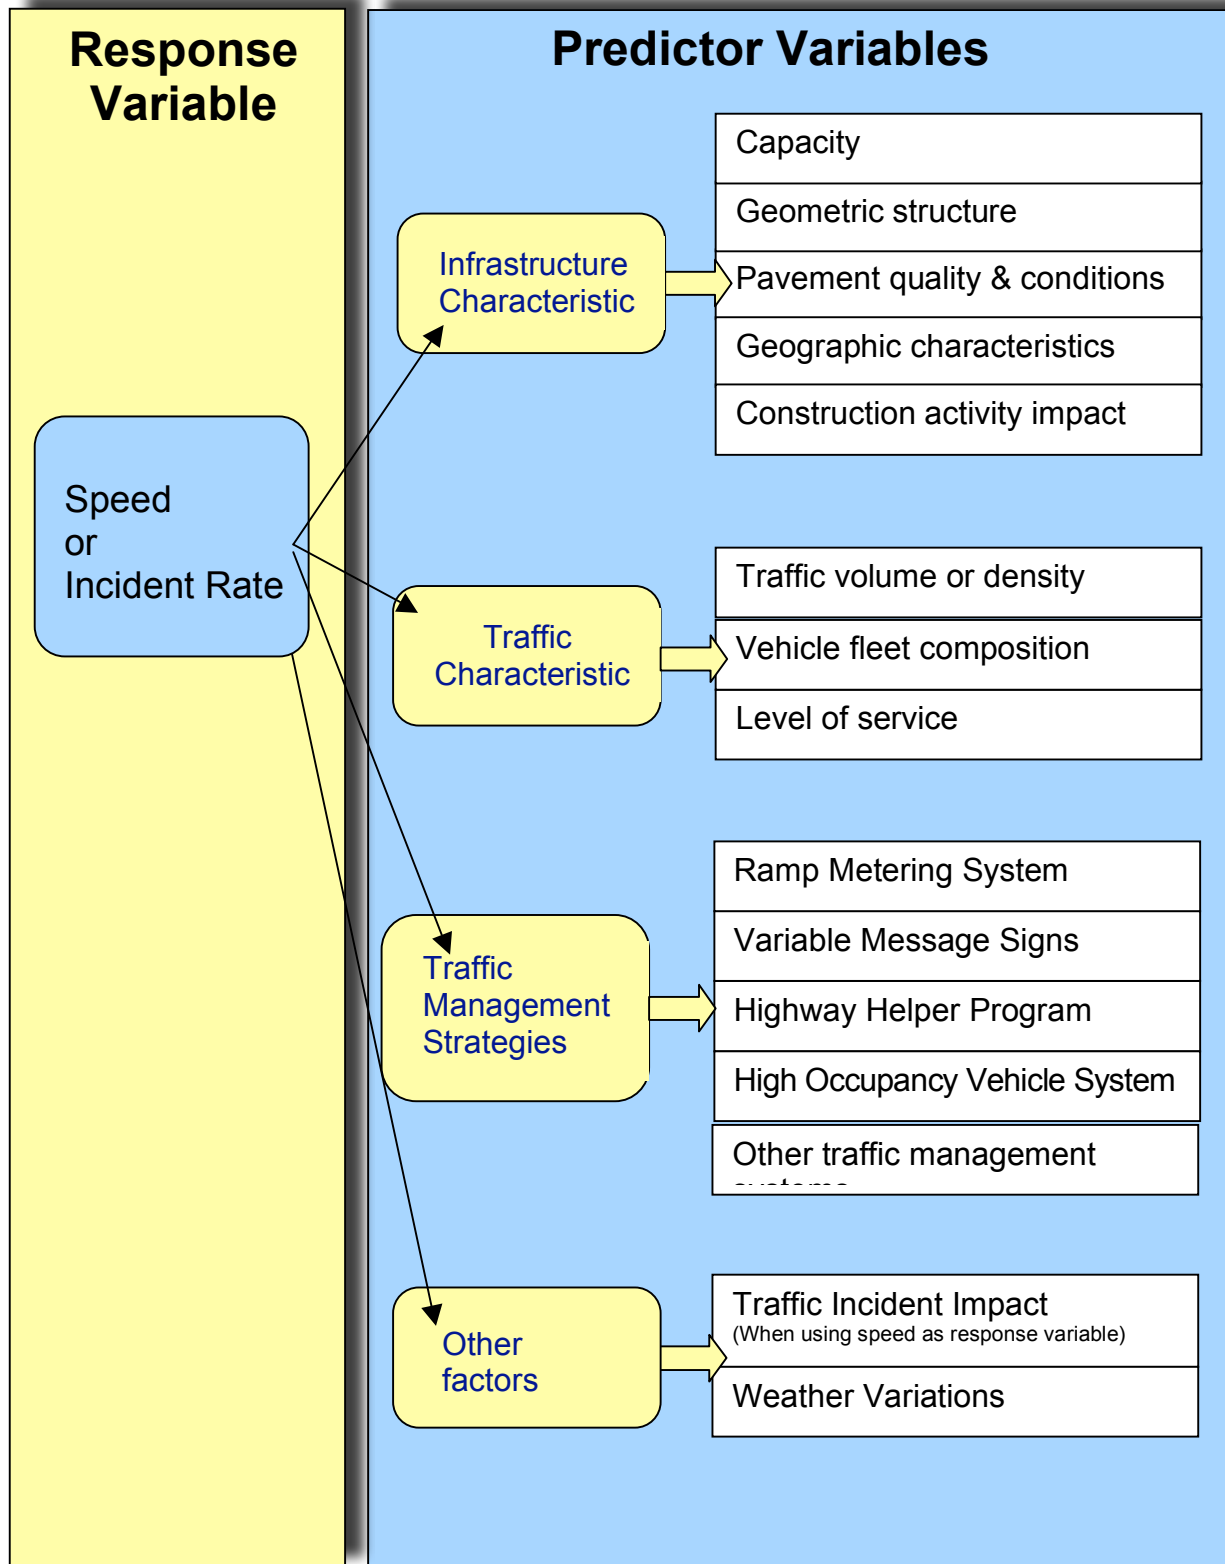 Response
Variable
Predictor Variables
Speed
or
Incident Rate
Infrastructure
Characteristic
Capacity
Geometric structure
Pavement quality & conditions
Geographic characteristics
Construction activity impact
Traffic
Characteristic
Traffic volume or density
Vehicle fleet composition
Level of service
Traffic
Management
Strategies
Ramp Metering System
Variable Message Signs
Highway Helper Program
High Occupancy Vehicle System
Other traffic management
Other
factors
Traffic Incident Impact
(When using speed as response variable)
Weather Variations